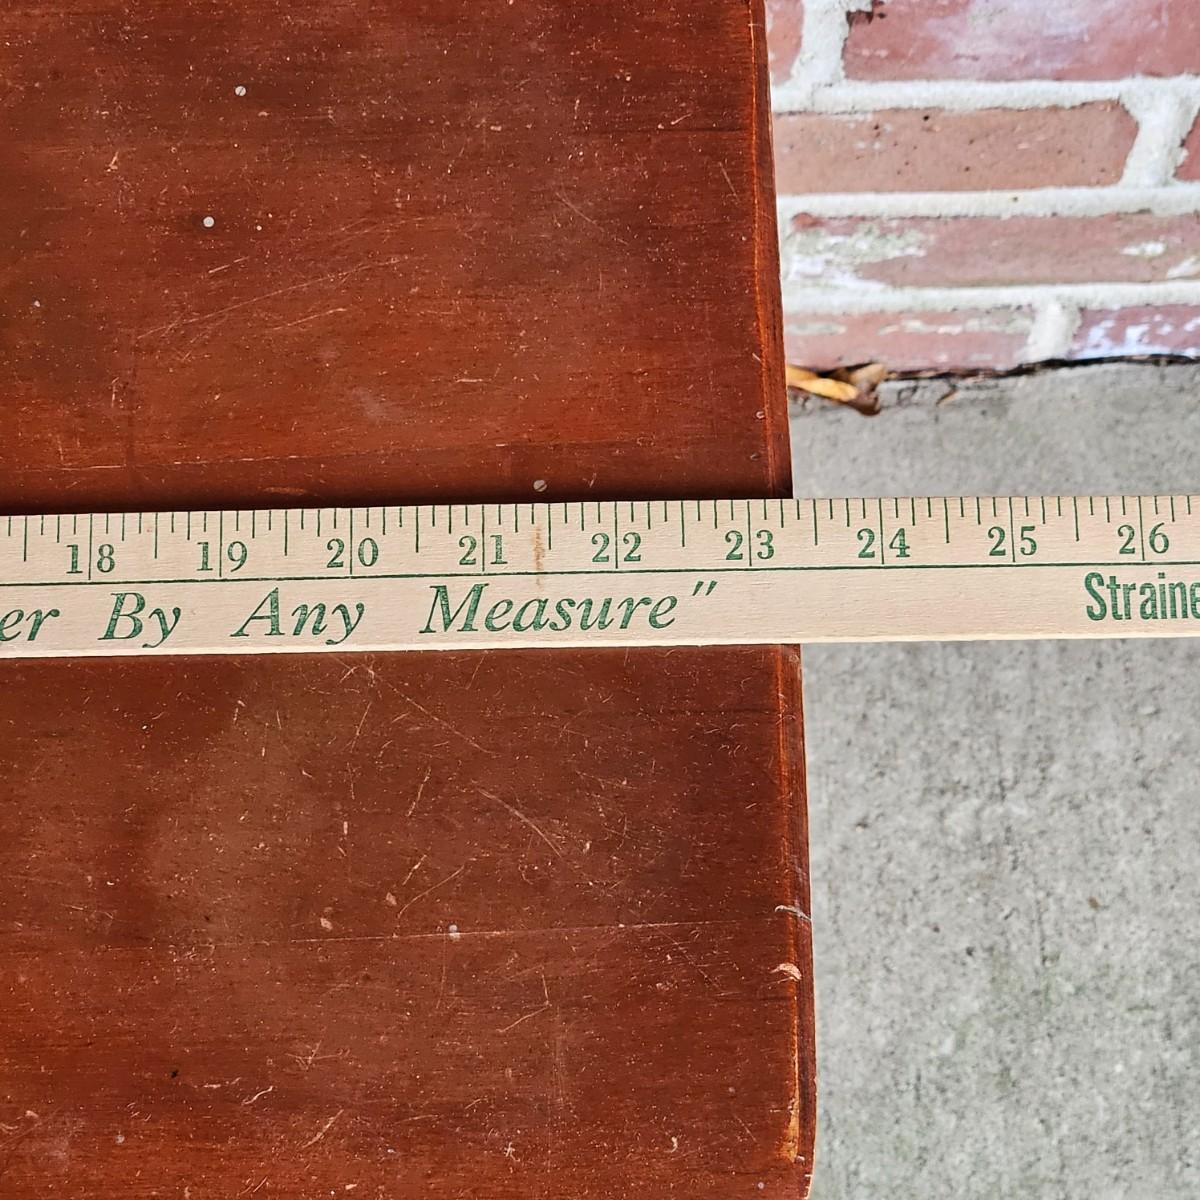 18 19 20 21 22 23 24 25 26
er By Any Measure" Straine